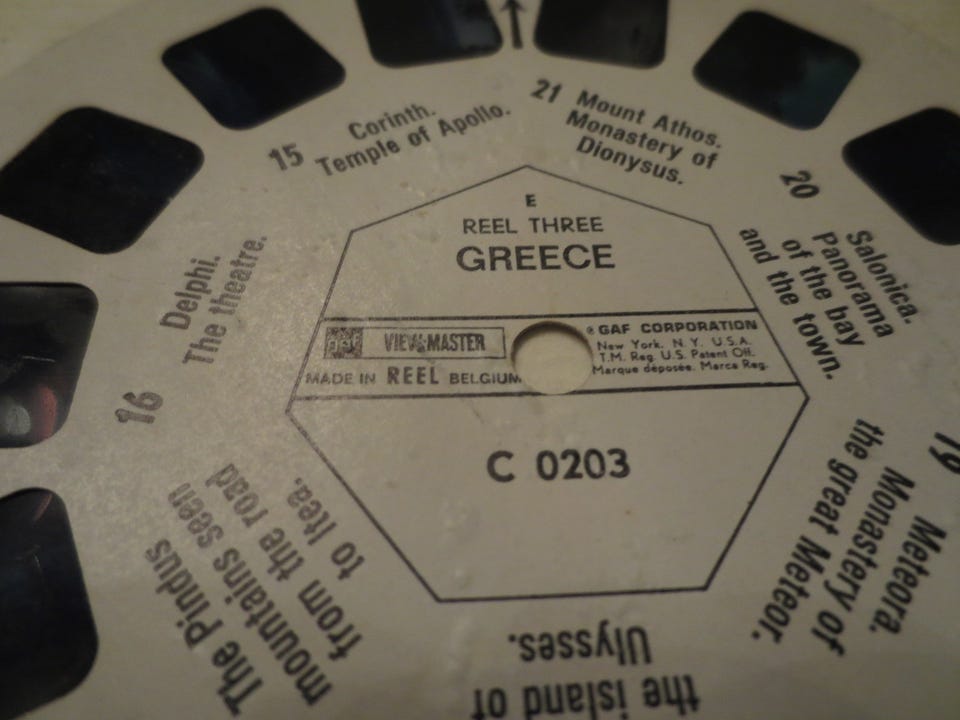 E
REEL THREE
GREECE
gaf VIEW-MASTER
MADE IN REEL BELGIUM
® GAF CORPORATION
New York. N.Y. U.S.A.
T.M. Reg. U.S. Patent Off.
Marque déposée. Marca Reg.
C 0203
15 Corinth.
Temple of Apollo.
16 Delphi.
The theatre.
The Pindus
mountains seen
from the road
to Itea.
the island of
Ulysses.
19 Meteora.
Monastery of
the great Meteor.
20 Salonica.
Panorama
of the bay
and the town.
21 Mount Athos.
Monastery of
Dionysus.